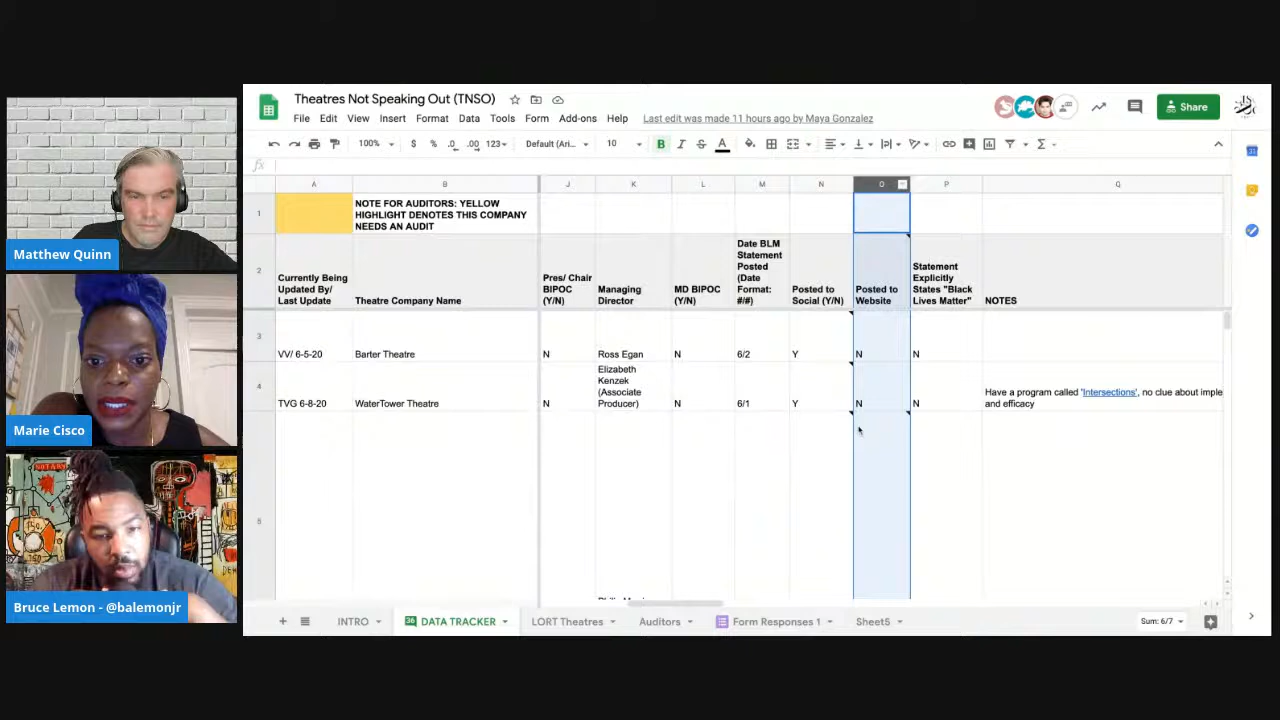 Matthew Quinn
Marie Cisco
Bruce Lemon - @balemonjr
Theatres Not Speaking Out (TNSO)
File Edit View Insert Format Data Tools Form Add-ons Help
Last edit was made 11 hours ago by Maya Gonzalez
Share
100% $ % .0 .00 123 Default (Ari... 10 B I S A
fx
A B J K L M N O P Q
1
NOTE FOR AUDITORS: YELLOW
HIGHLIGHT DENOTES THIS COMPANY
NEEDS AN AUDIT
2
Currently Being
Updated By/
Last Update
Theatre Company Name
Pres/ Chair
BIPOC
(Y/N)
Managing
Director
MD BIPOC
(Y/N)
Date BLM
Statement
Posted
(Date
Format:
#/#)
Posted to
Social (Y/N)
Posted to
Website
Statement
Explicitly
States "Black
Lives Matter"
NOTES
3
VV/ 6-5-20
Barter Theatre
N
Ross Egan
N
6/2
Y
N
N
4
TVG 6-8-20
WaterTower Theatre
N
Elizabeth
Kenzek
(Associate
Producer)
N
6/1
Y
N
N
Have a program called 'Intersections', no clue about imple
and efficacy
5
INTRO DATA TRACKER LORT Theatres Auditors Form Responses 1 Sheet5
36
Sum: 6/7